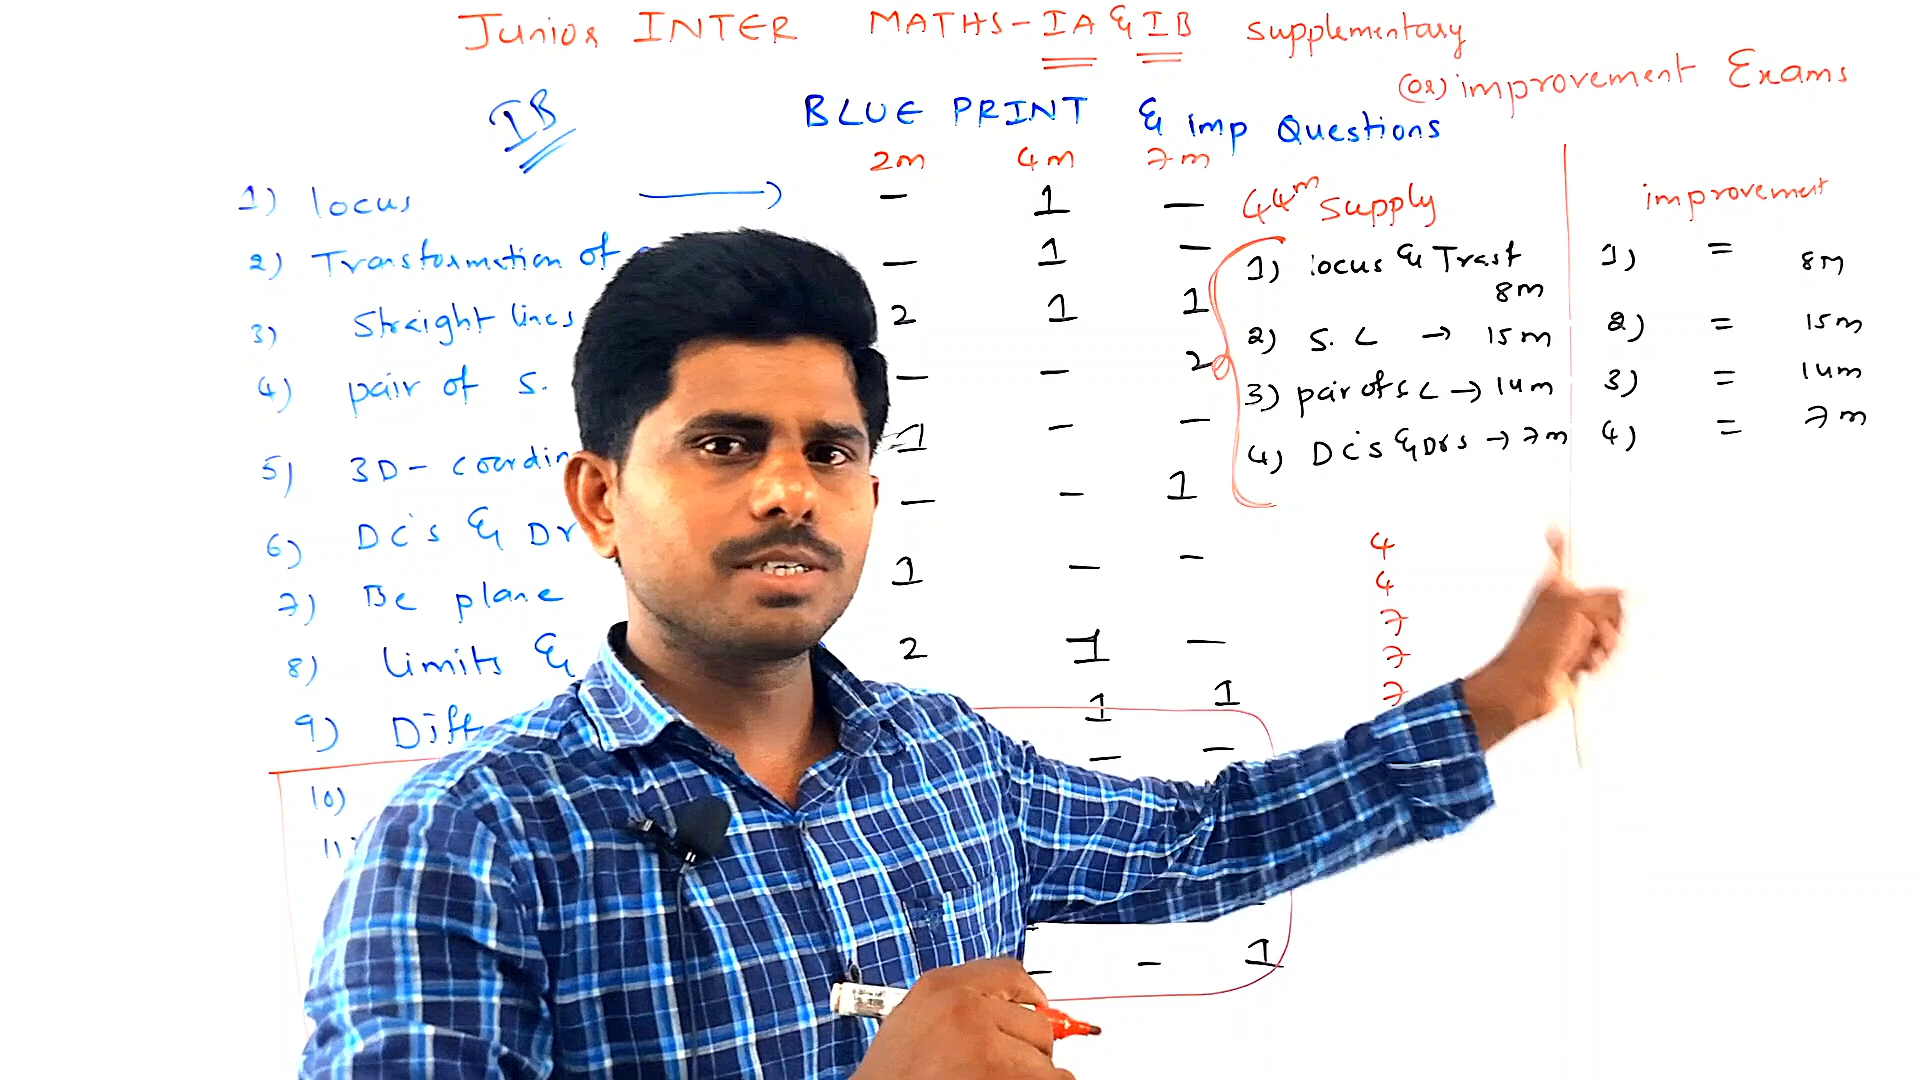 Junior INTER MATHS - IA & IB supplementary
(or) improvement Exams
IB
BLUE PRINT & imp Questions
2m 4m 7m
1) locus → - 1 -
2) Transformation of - 1 -
3) Straight lines 2 1 1
4) pair of S. - - 2
5) 3D - coordin 1 - -
6) DC's & Dr - - 1
7) The plane 1 - -
8) Limits & 2 1 -
9) Diff 1 1
10) - -
11)
- - 1
44m supply
1) locus & Trast
8m
2) S. L → 15m
3) pair of s L → 14m
4) DC's & Drs → 7m
4
4
7
7
7
improvement
1) = 8m
2) = 15m
3) = 14m
4) = 7m